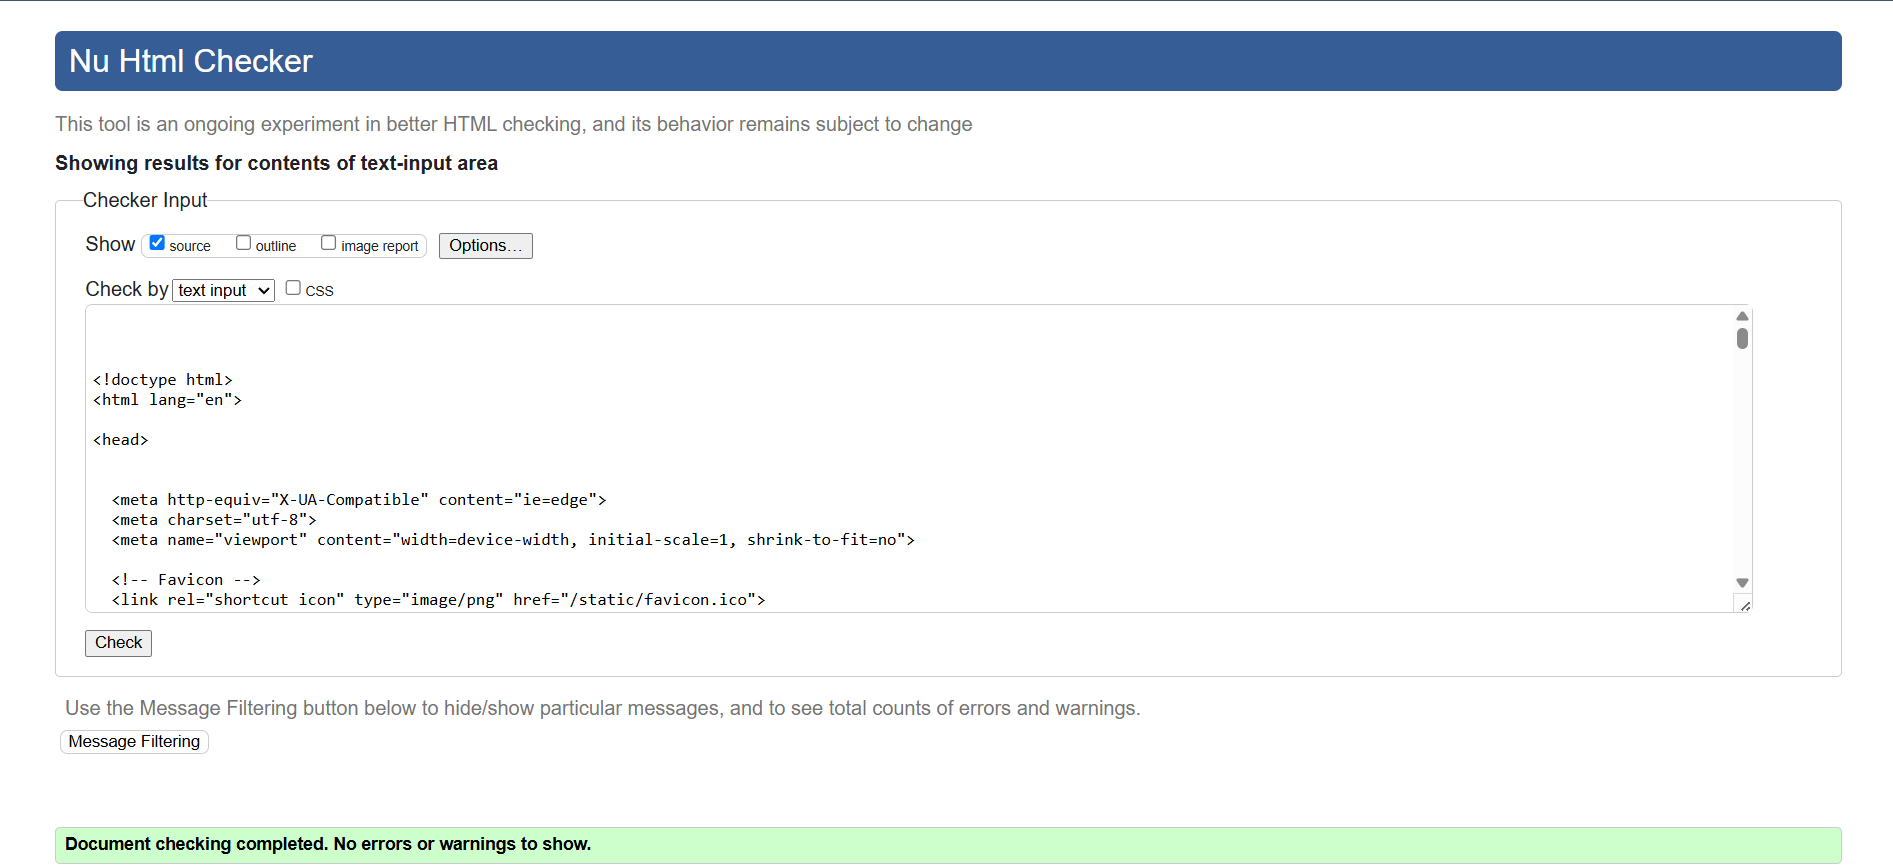 Nu Html Checker
This tool is an ongoing experiment in better HTML checking, and its behavior remains subject to change
Showing results for contents of text-input area
Checker Input
Show source outline image report Options...
Check by text input CSS
<!doctype html>
<html lang="en">
<head>
<meta http-equiv="X-UA-Compatible" content="ie=edge">
<meta charset="utf-8">
<meta name="viewport" content="width=device-width, initial-scale=1, shrink-to-fit=no">
<!-- Favicon -->
<link rel="shortcut icon" type="image/png" href="/static/favicon.ico">
Check
Use the Message Filtering button below to hide/show particular messages, and to see total counts of errors and warnings.
Message Filtering
Document checking completed. No errors or warnings to show.